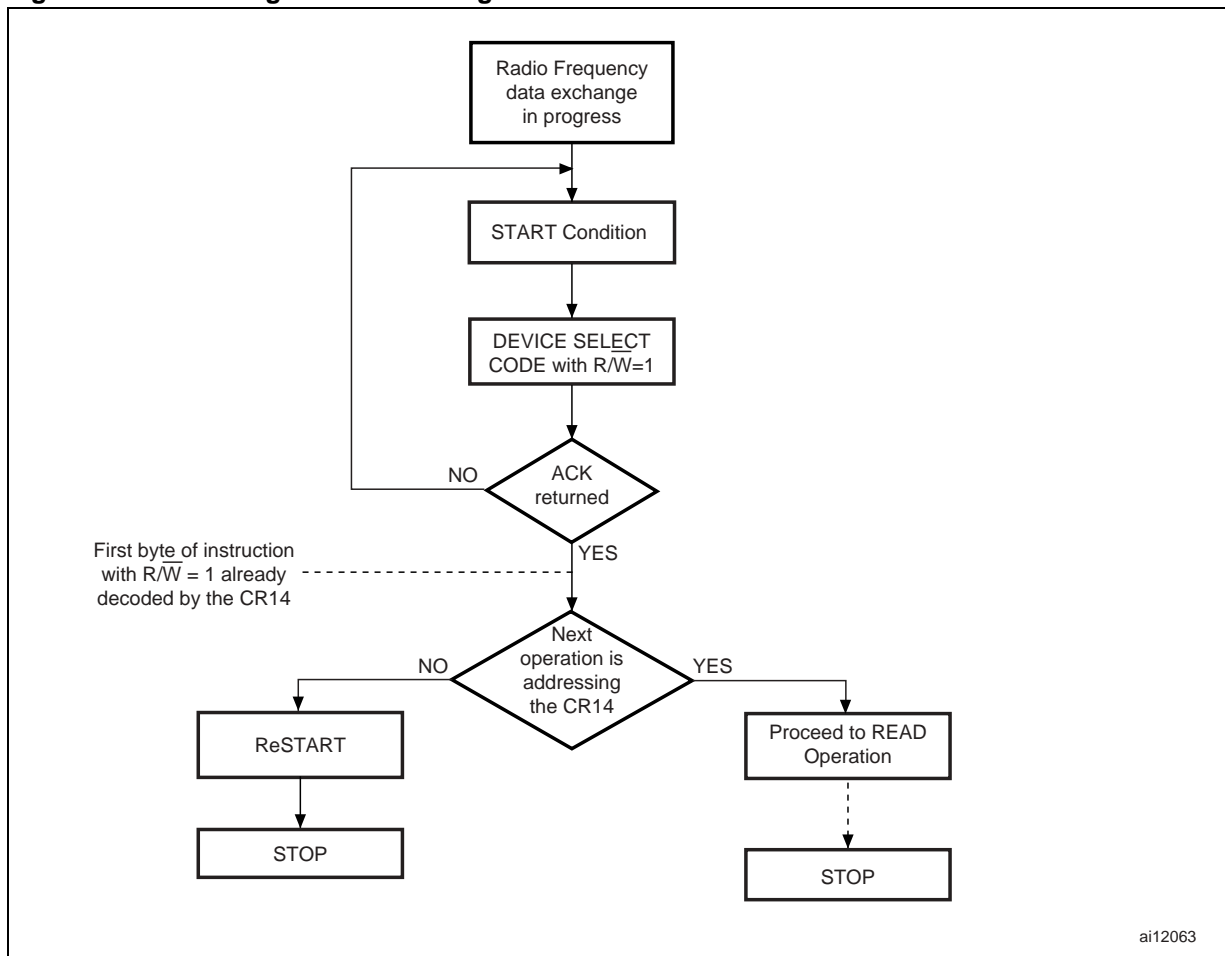 Radio Frequency
data exchange
in progress
START Condition
DEVICE SELECT
CODE with R/W̅=1
NO
ACK
returned
YES
First byte of instruction
with R/W̅ = 1 already
decoded by the CR14
NO
Next
operation is
addressing
the CR14
YES
ReSTART
Proceed to READ
Operation
STOP
STOP
ai12063